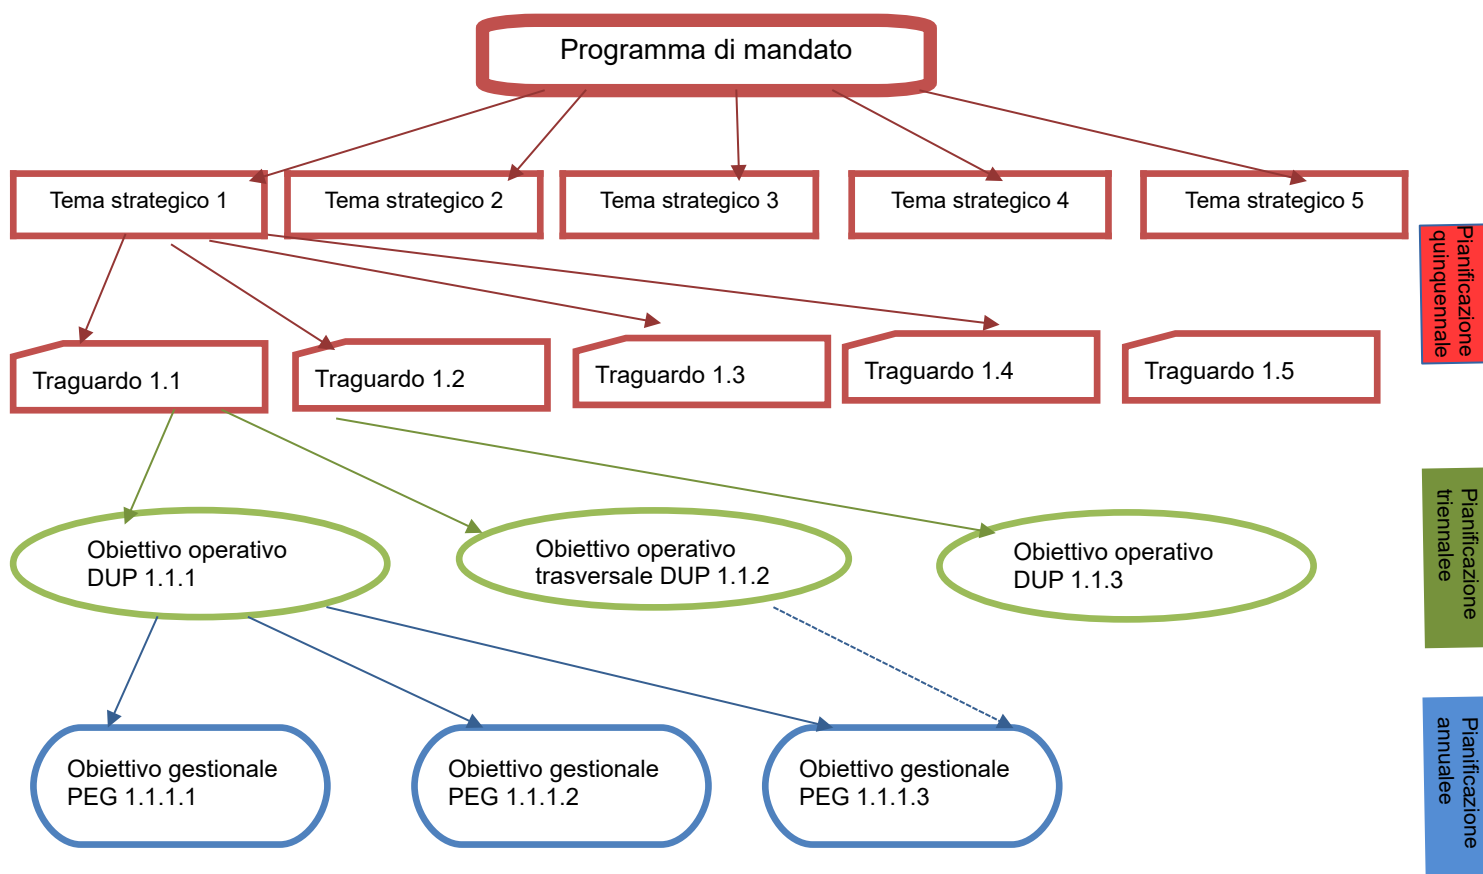 Programma di mandato
Tema strategico 1
Tema strategico 2
Tema strategico 3
Tema strategico 4
Tema strategico 5
Pianificazione
quinquennale
Traguardo 1.1
Traguardo 1.2
Traguardo 1.3
Traguardo 1.4
Traguardo 1.5
Pianificazione
triennalee
Obiettivo operativo
DUP 1.1.1
Obiettivo operativo
trasversale DUP 1.1.2
Obiettivo operativo
DUP 1.1.3
Pianificazione
annualee
Obiettivo gestionale
PEG 1.1.1.1
Obiettivo gestionale
PEG 1.1.1.2
Obiettivo gestionale
PEG 1.1.1.3